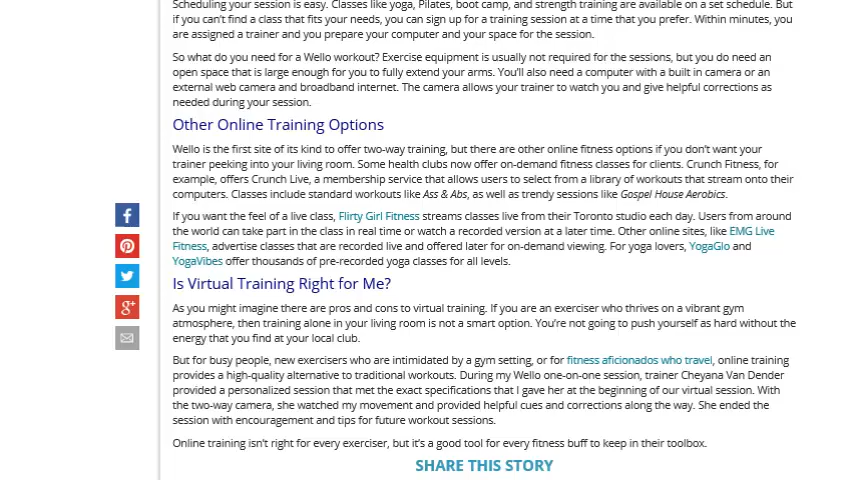 Scheduling your session is easy. Classes like yoga, Pilates, boot camp, and strength training are available on a set schedule. But
if you can't find a class that fits your needs, you can sign up for a training session at a time that you prefer. Within minutes, you
are assigned a trainer and you prepare your computer and your space for the session.
So what do you need for a Wello workout? Exercise equipment is usually not required for the sessions, but you do need an
open space that is large enough for you to fully extend your arms. You'll also need a computer with a built in camera or an
external web camera and broadband internet. The camera allows your trainer to watch you and give helpful corrections as
needed during your session.
Other Online Training Options
Wello is the first site of its kind to offer two-way training, but there are other online fitness options if you don't want your
trainer peeking into your living room. Some health clubs now offer on-demand fitness classes for clients. Crunch Fitness, for
example, offers Crunch Live, a membership service that allows users to select from a library of workouts that stream onto their
computers. Classes include standard workouts like Ass & Abs, as well as trendy sessions like Gospel House Aerobics.
If you want the feel of a live class, Flirty Girl Fitness streams classes live from their Toronto studio each day. Users from around
the world can take part in the class in real time or watch a recorded version at a later time. Other online sites, like EMG Live
Fitness, advertise classes that are recorded live and offered later for on-demand viewing. For yoga lovers, YogaGlo and
YogaVibes offer thousands of pre-recorded yoga classes for all levels.
Is Virtual Training Right for Me?
As you might imagine there are pros and cons to virtual training. If you are an exerciser who thrives on a vibrant gym
atmosphere, then training alone in your living room is not a smart option. You're not going to push yourself as hard without the
energy that you find at your local club.
But for busy people, new exercisers who are intimidated by a gym setting, or for fitness aficionados who travel, online training
provides a high-quality alternative to traditional workouts. During my Wello one-on-one session, trainer Cheyana Van Dender
provided a personalized session that met the exact specifications that I gave her at the beginning of our virtual session. With
the two-way camera, she watched my movement and provided helpful cues and corrections along the way. She ended the
session with encouragement and tips for future workout sessions.
Online training isn't right for every exerciser, but it's a good tool for every fitness buff to keep in their toolbox.
SHARE THIS STORY